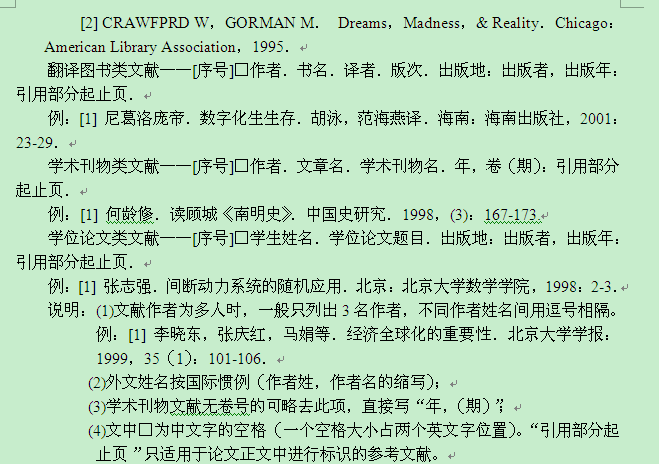 [2] CRAWFPRD W，GORMAN M． Dreams，Madness，& Reality．Chicago：
American Library Association，1995．
翻译图书类文献——[序号]□作者．书名．译者．版次．出版地：出版者，出版年：
引用部分起止页．
例：[1] 尼葛洛庞帝．数字化生生存．胡泳，范海燕译．海南：海南出版社，2001：
23-29．
学术刊物类文献——[序号]□作者．文章名．学术刊物名．年，卷（期）：引用部分
起止页．
例：[1] 何龄修．读顾城《南明史》．中国史研究．1998，(3)：167-173.
学位论文类文献——[序号]□学生姓名．学位论文题目．出版地：出版者，出版年：
引用部分起止页．
例：[1] 张志强．间断动力系统的随机应用．北京：北京大学数学学院，1998：2-3．
说明：(1)文献作者为多人时，一般只列出 3 名作者，不同作者姓名间用逗号相隔。
例：[1] 李晓东，张庆红，马娟等．经济全球化的重要性．北京大学学报：
1999，35（1）：101-106．
(2)外文姓名按国际惯例（作者姓，作者名的缩写）；
(3)学术刊物文献无卷号的可略去此项，直接写“年，（期）”；
(4)文中□为中文字的空格（一个空格大小占两个英文字位置）。“引用部分起
止页 ”只适用于论文正文中进行标识的参考文献。